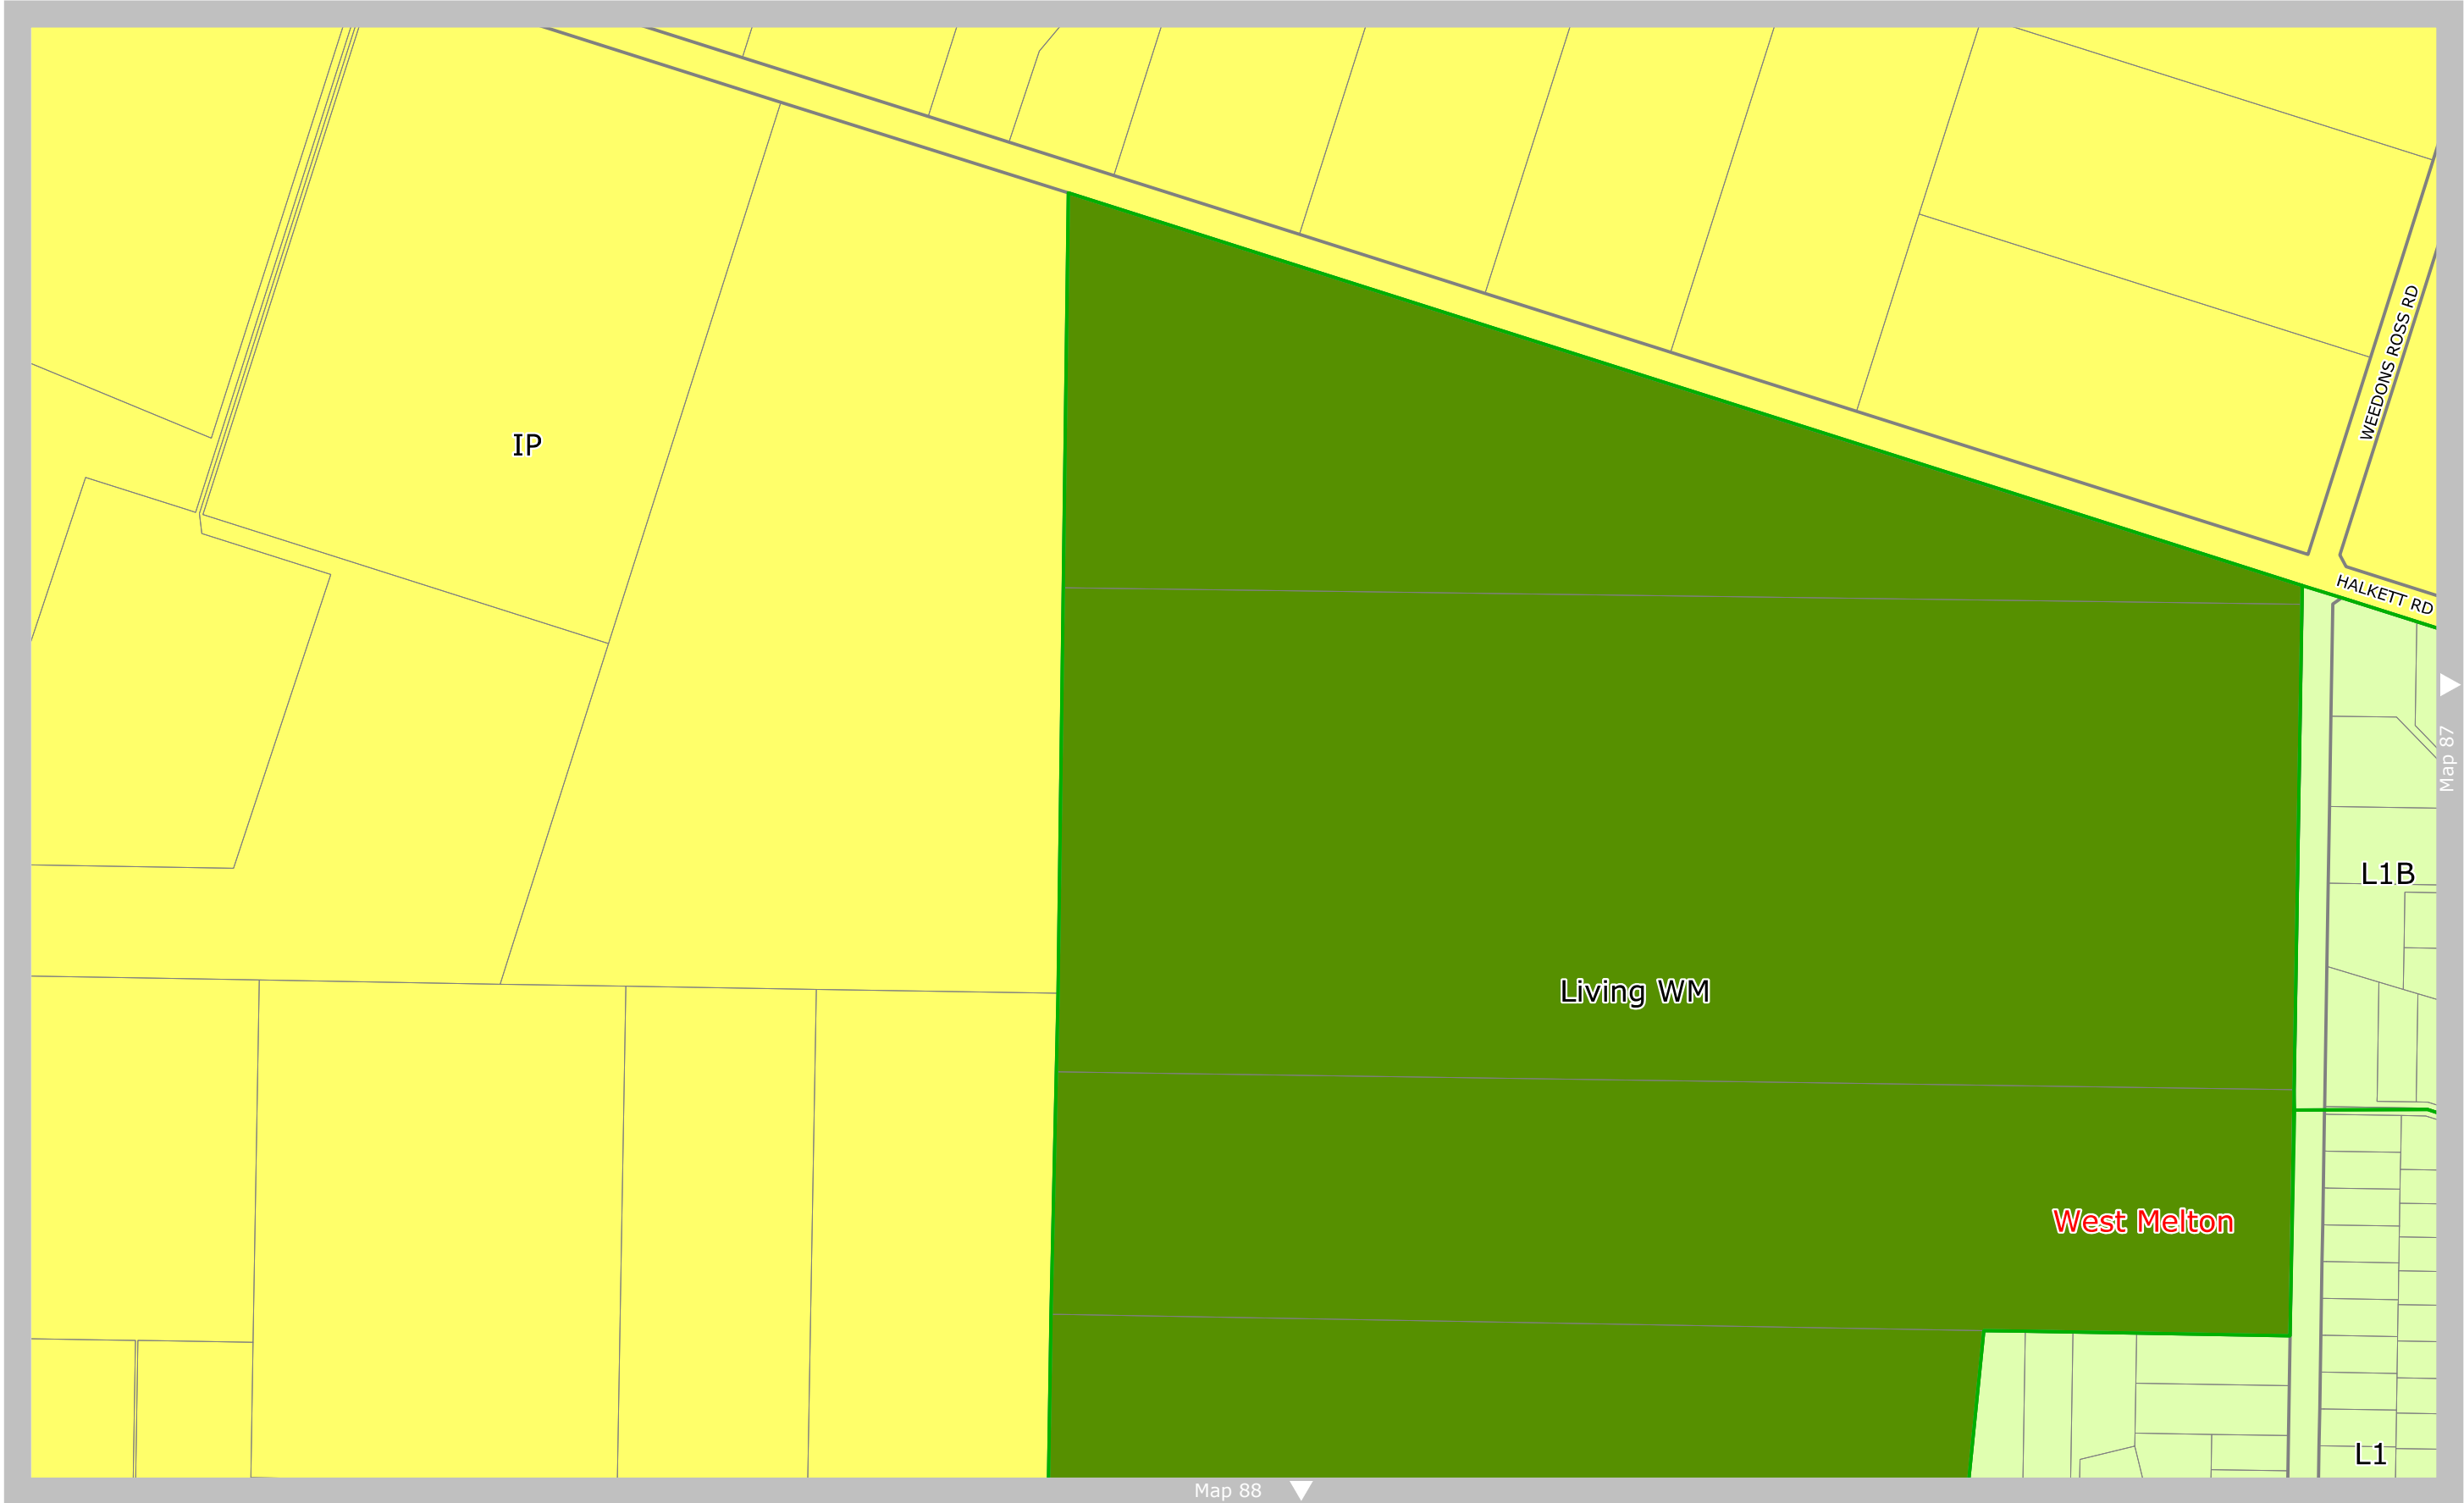 WEEDONS ROSS RD
IP
HALKETT RD
Map 87
L1B
Living WM
West Melton
L1
Map 88